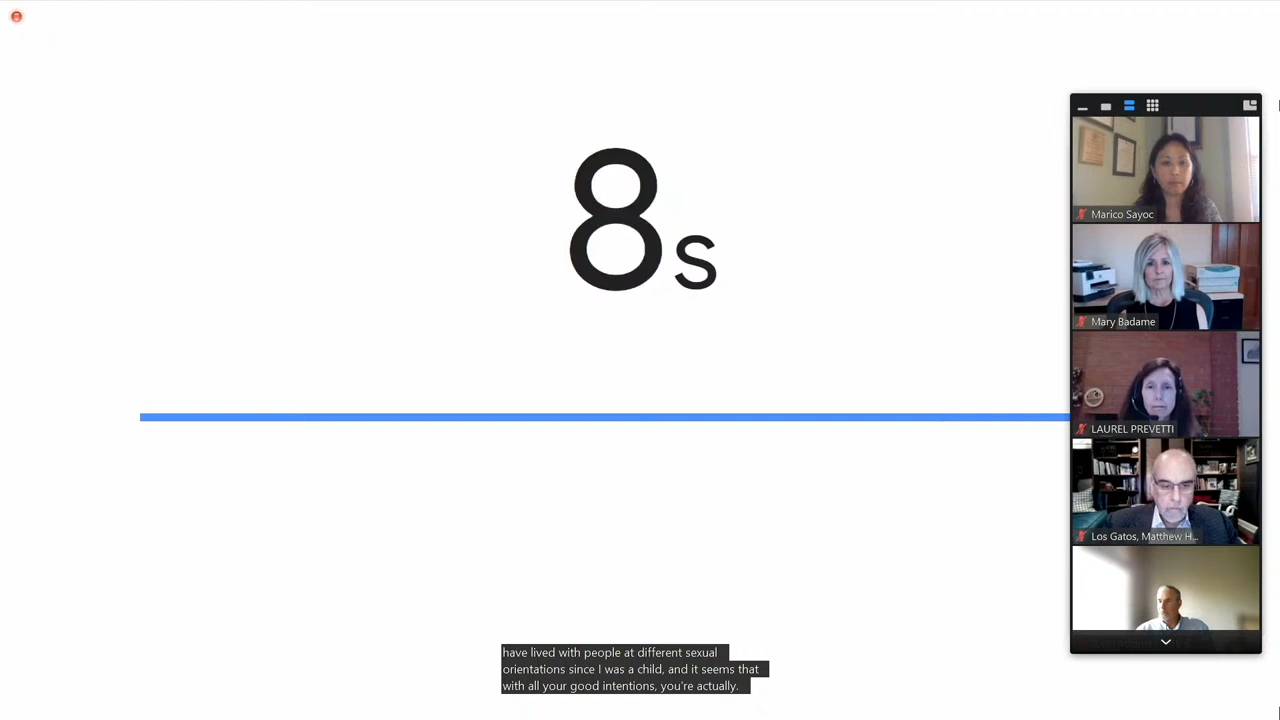 8s
Marico Sayoc
Mary Badame
LAUREL PREVETTI
Los Gatos, Matthew H...
have lived with people at different sexual
orientations since I was a child, and it seems that
with all your good intentions, you're actually.